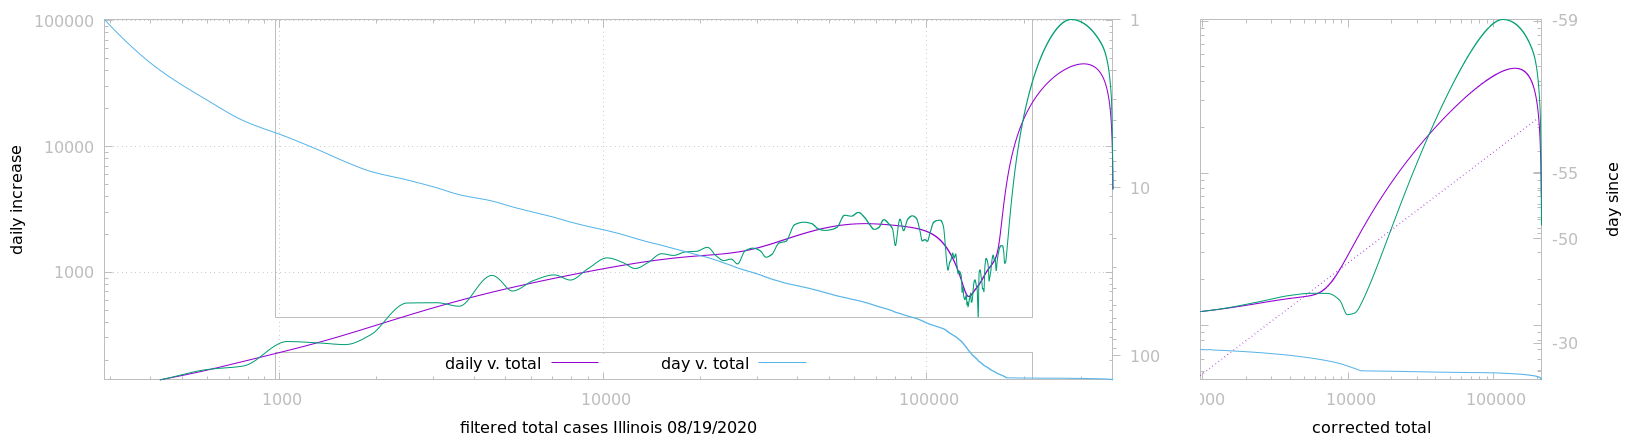 100000
10000
1000
daily increase
1
10
100
daily v. total
day v. total
1000
10000
100000
filtered total cases Illinois 08/19/2020
-59
-55
-50
-30
day since
000
10000
100000
corrected total